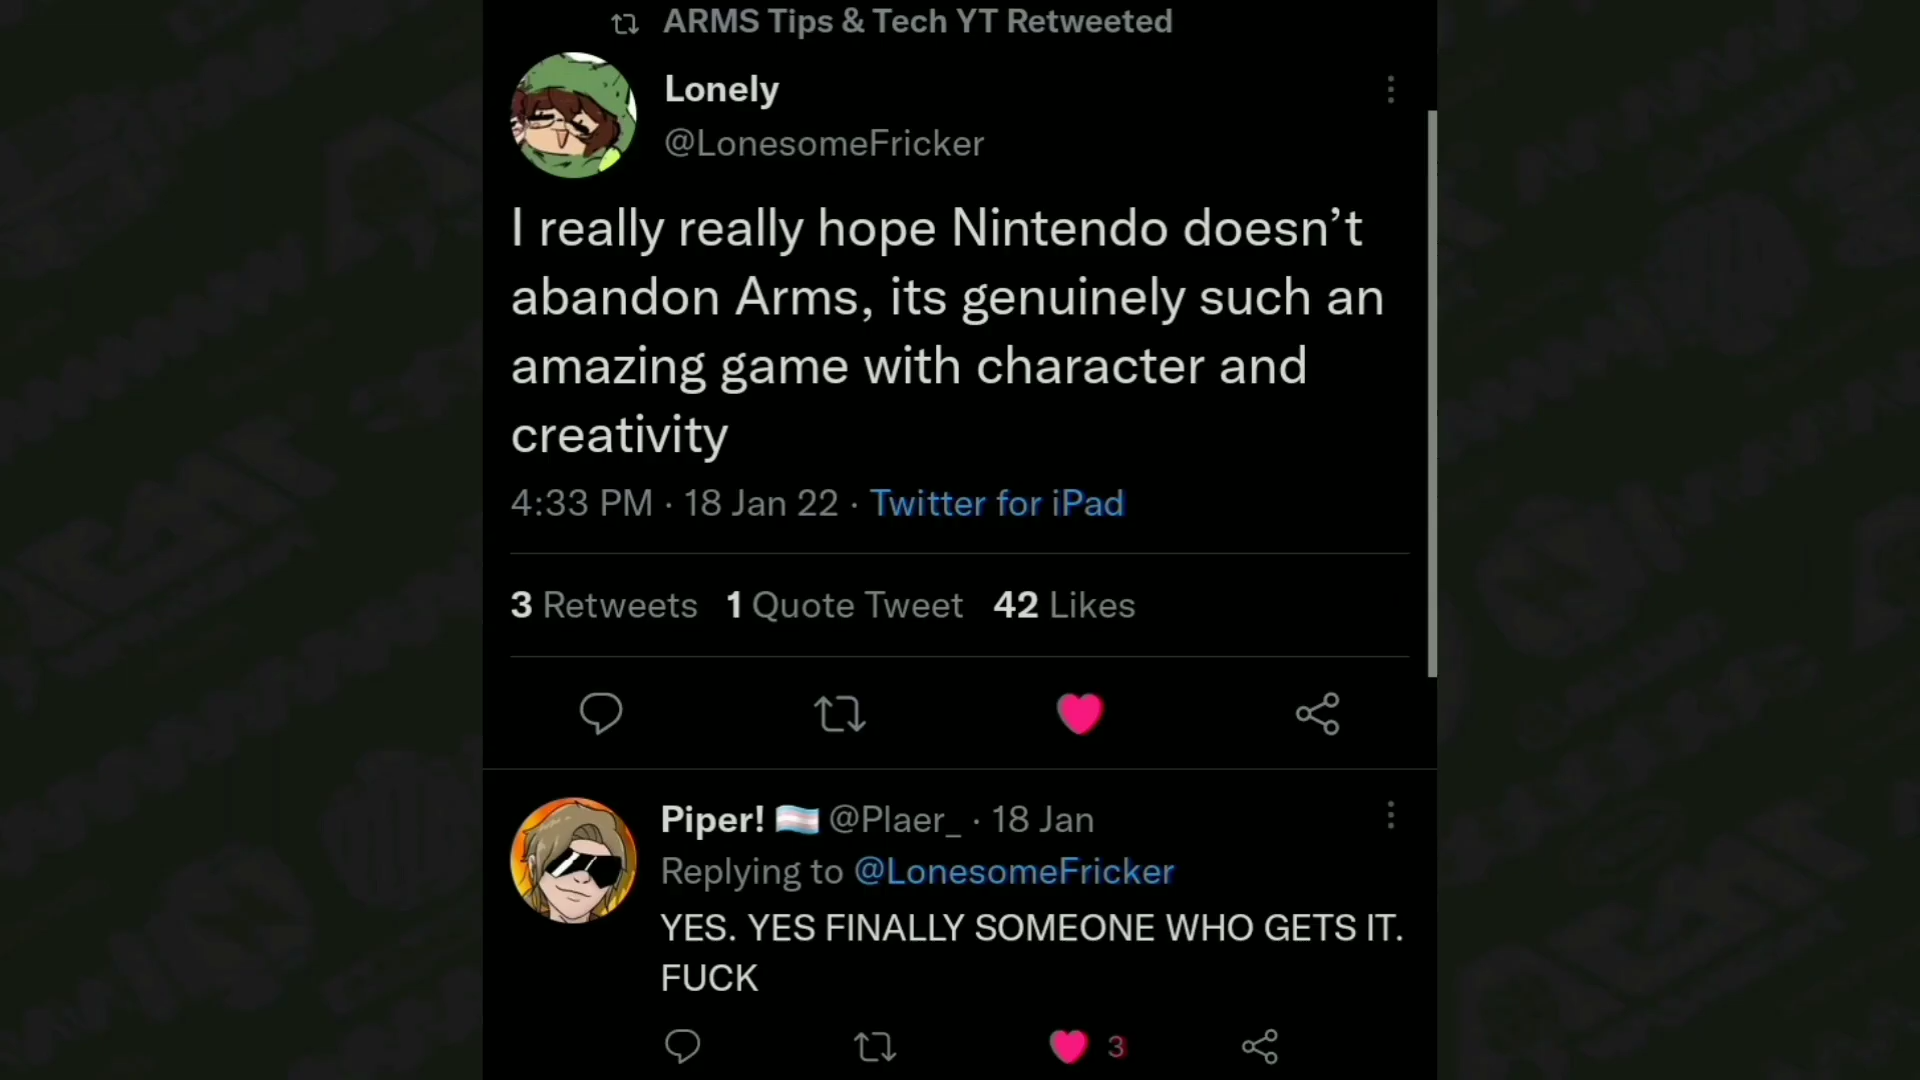 ARMS Tips & Tech YT Retweeted
Lonely
@LonesomeFricker
I really really hope Nintendo doesn’t
abandon Arms, its genuinely such an
amazing game with character and
creativity
4:33 PM · 18 Jan 22 · Twitter for iPad
3 Retweets 1 Quote Tweet 42 Likes
Piper! @Plaer_ · 18 Jan
Replying to @LonesomeFricker
YES. YES FINALLY SOMEONE WHO GETS IT.
FUCK
3